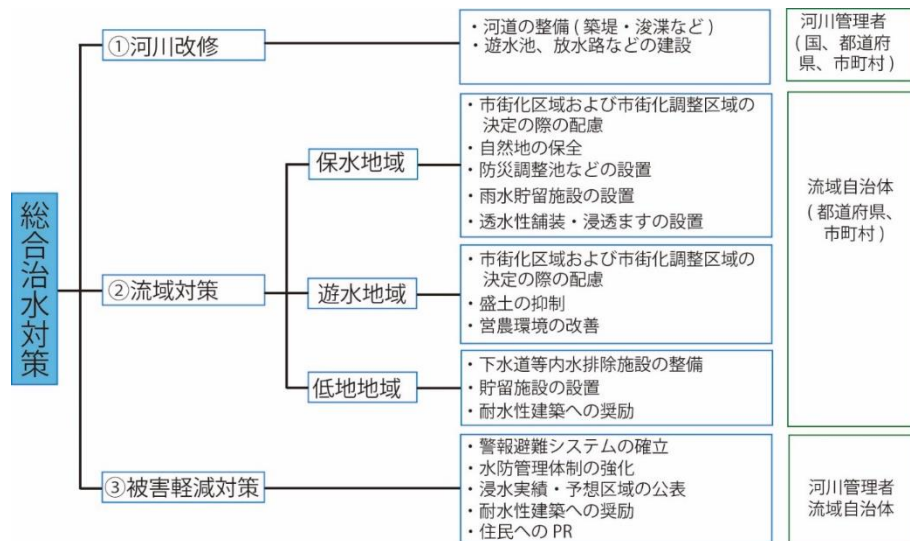 総合治水対策
①河川改修
・河道の整備 ( 築堤・浚渫など )
・遊水池、放水路などの建設
河川管理者
( 国、都道府
県、市町村 )
②流域対策
保水地域
・市街化区域および市街化調整区域の
決定の際の配慮
・自然地の保全
・防災調整池などの設置
・雨水貯留施設の設置
・透水性舗装・浸透ますの設置
遊水地域
・市街化区域および市街化調整区域の
決定の際の配慮
・盛土の抑制
・営農環境の改善
低地地域
・下水道等内水排除施設の整備
・貯留施設の設置
・耐水性建築への奨励
流域自治体
( 都道府県、
市町村 )
③被害軽減対策
・警報避難システムの確立
・水防管理体制の強化
・浸水実績・予想区域の公表
・耐水性建築への奨励
・住民への PR
河川管理者
流域自治体